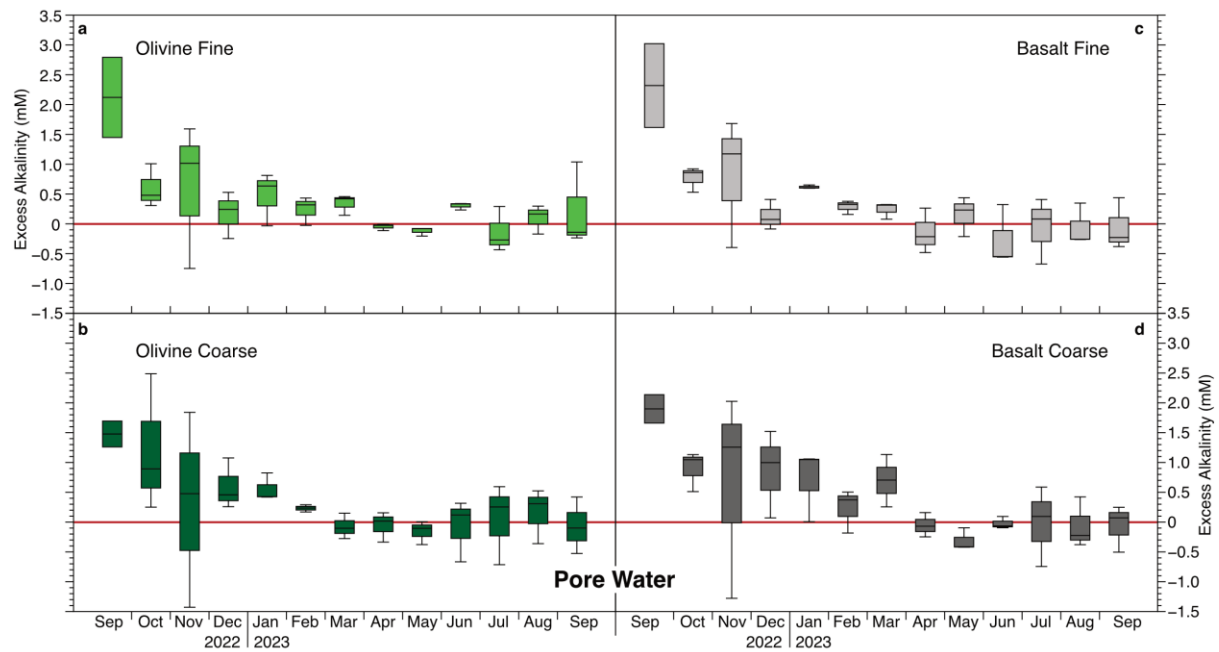 a
Olivine Fine
c
Basalt Fine
Excess Alkalinity (mM)
3.5
3.0
2.5
2.0
1.5
1.0
0.5
0
−0.5
−1.0
−1.5
b
Olivine Coarse
d
Basalt Coarse
3.5
3.0
2.5
2.0
1.5
1.0
0.5
0
−0.5
−1.0
−1.5
Excess Alkalinity (mM)
Pore Water
Sep Oct Nov Dec Jan Feb Mar Apr May Jun Jul Aug Sep
2022 2023
Sep Oct Nov Dec Jan Feb Mar Apr May Jun Jul Aug Sep
2022 2023